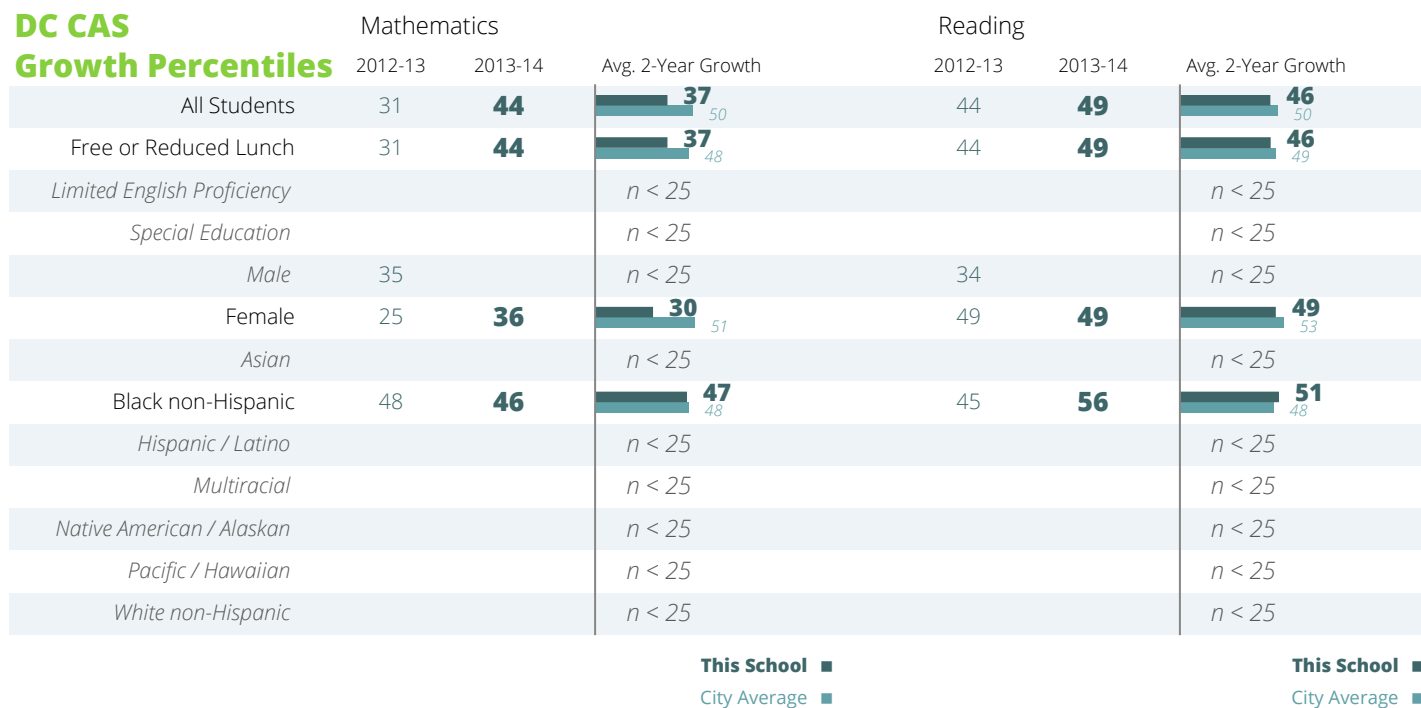 DC CAS Mathematics Reading
Growth Percentiles 2012-13 2013-14 Avg. 2-Year Growth 2012-13 2013-14 Avg. 2-Year Growth
All Students 31 44 37 50 44 49 46 50
Free or Reduced Lunch 31 44 37 48 44 49 46 49
Limited English Proficiency n < 25 n < 25
Special Education n < 25 n < 25
Male 35 n < 25 34 n < 25
Female 25 36 30 51 49 49 49 53
Asian n < 25 n < 25
Black non-Hispanic 48 46 47 48 45 56 51 48
Hispanic / Latino n < 25 n < 25
Multiracial n < 25 n < 25
Native American / Alaskan n < 25 n < 25
Pacific / Hawaiian n < 25 n < 25
White non-Hispanic n < 25 n < 25
This School This School
City Average City Average